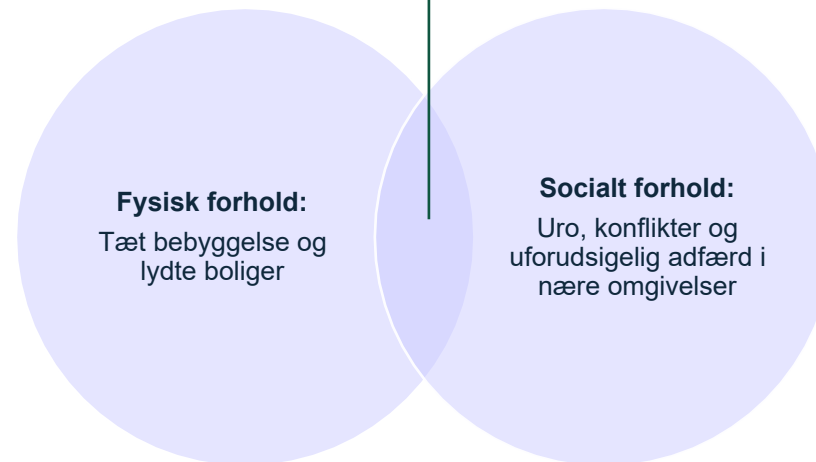 Fysisk forhold:
Tæt bebyggelse og
lydte boliger
Socialt forhold:
Uro, konflikter og
uforudsigelig adfærd i
nære omgivelser